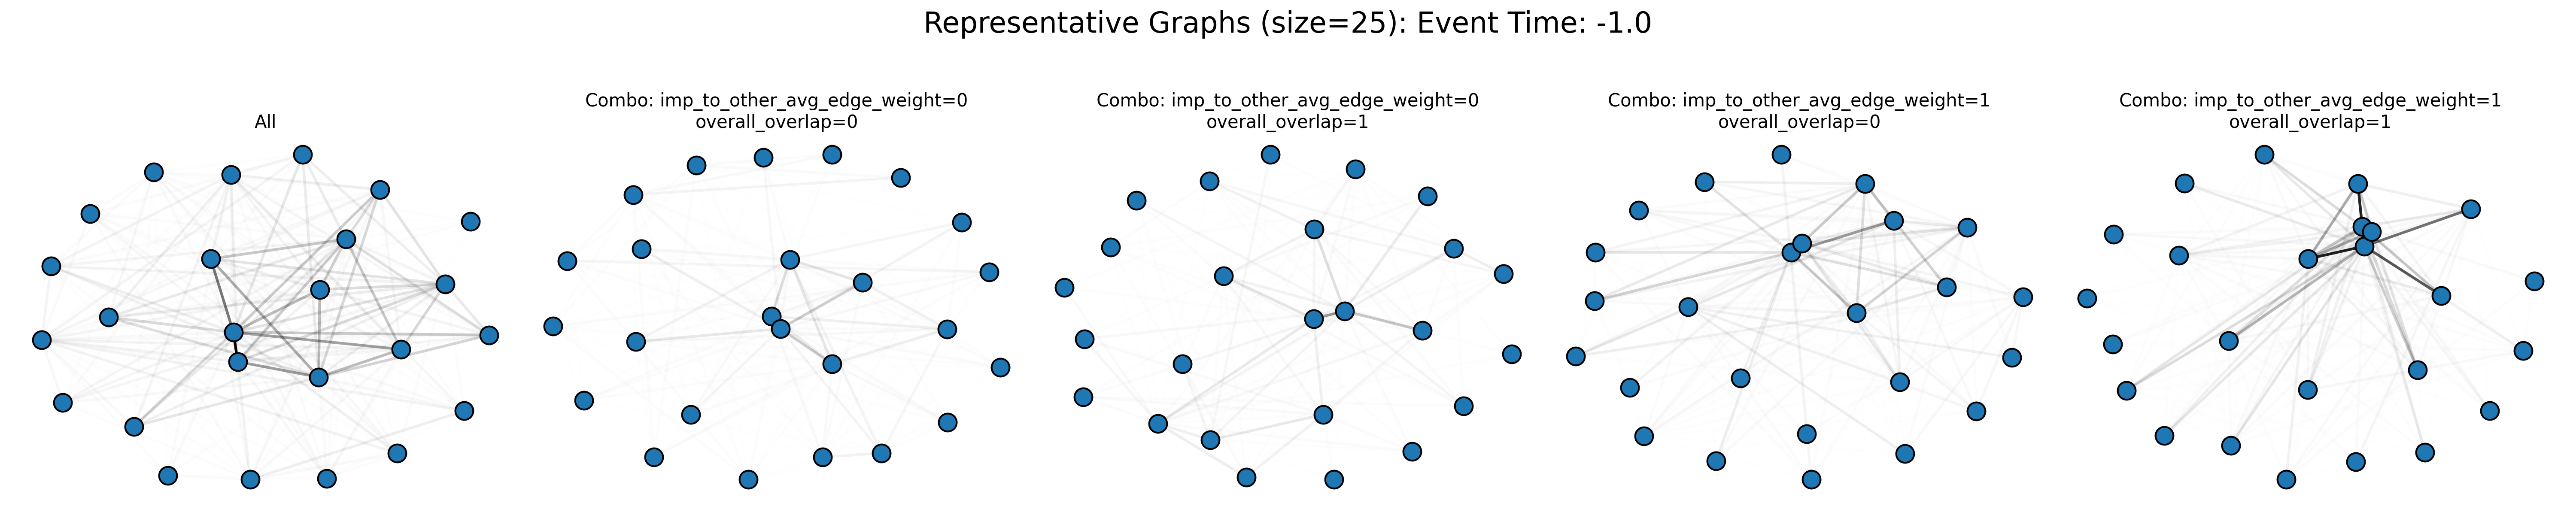 Representative Graphs (size=25): Event Time: -1.0
All
Combo: imp_to_other_avg_edge_weight=0
overall_overlap=0
Combo: imp_to_other_avg_edge_weight=0
overall_overlap=1
Combo: imp_to_other_avg_edge_weight=1
overall_overlap=0
Combo: imp_to_other_avg_edge_weight=1
overall_overlap=1